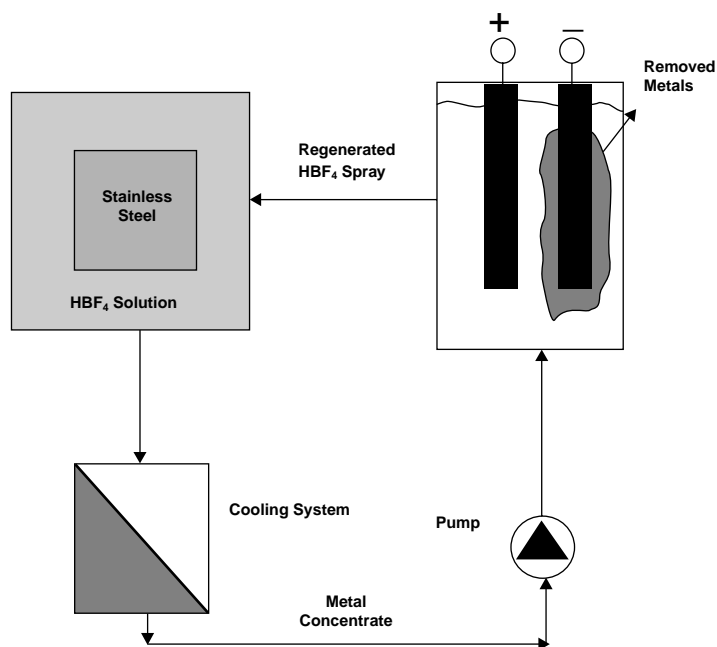 +
−
Removed
Metals
Regenerated
HBF₄ Spray
Stainless
Steel
HBF₄ Solution
Cooling System
Pump
Metal
Concentrate